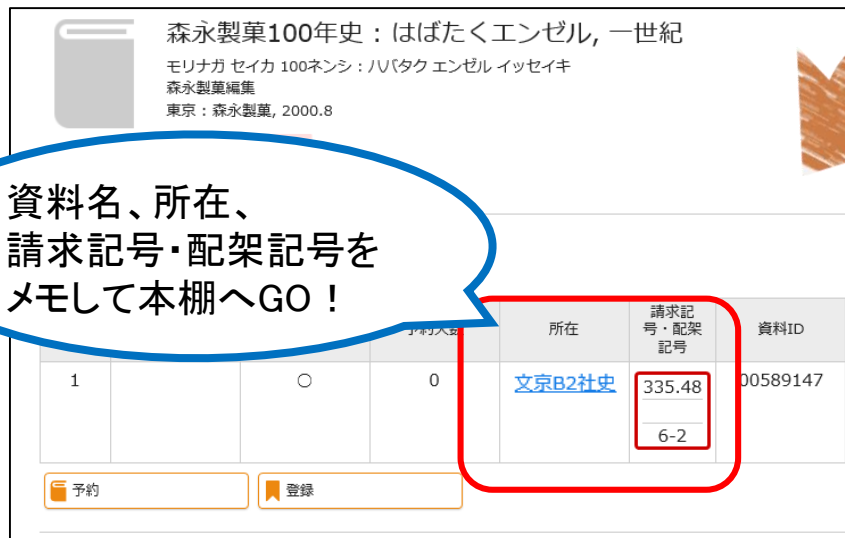 森永製菓100年史 : はばたくエンゼル, 一世紀
モリナガ セイカ 100ネンシ : ハバタク エンゼル イッセイキ
森永製菓編集
東京 : 森永製菓, 2000.8
資料名、所在、
請求記号・配架記号を
メモして本棚へGO！
予約人数
所在
請求記
号・配架
記号
資料ID
1
○
0
文京B2社史
335.48
6-2
00589147
予約
登録